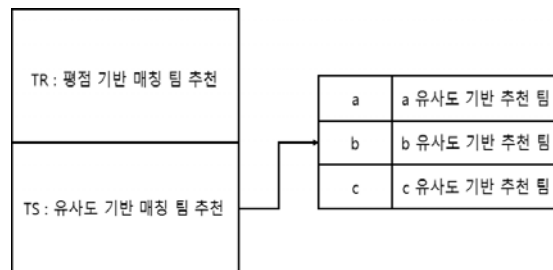 TR : 평점 기반 매칭 팀 추천
TS : 유사도 기반 매칭 팀 추천
a a 유사도 기반 추천 팀
b b 유사도 기반 추천 팀
c c 유사도 기반 추천 팀